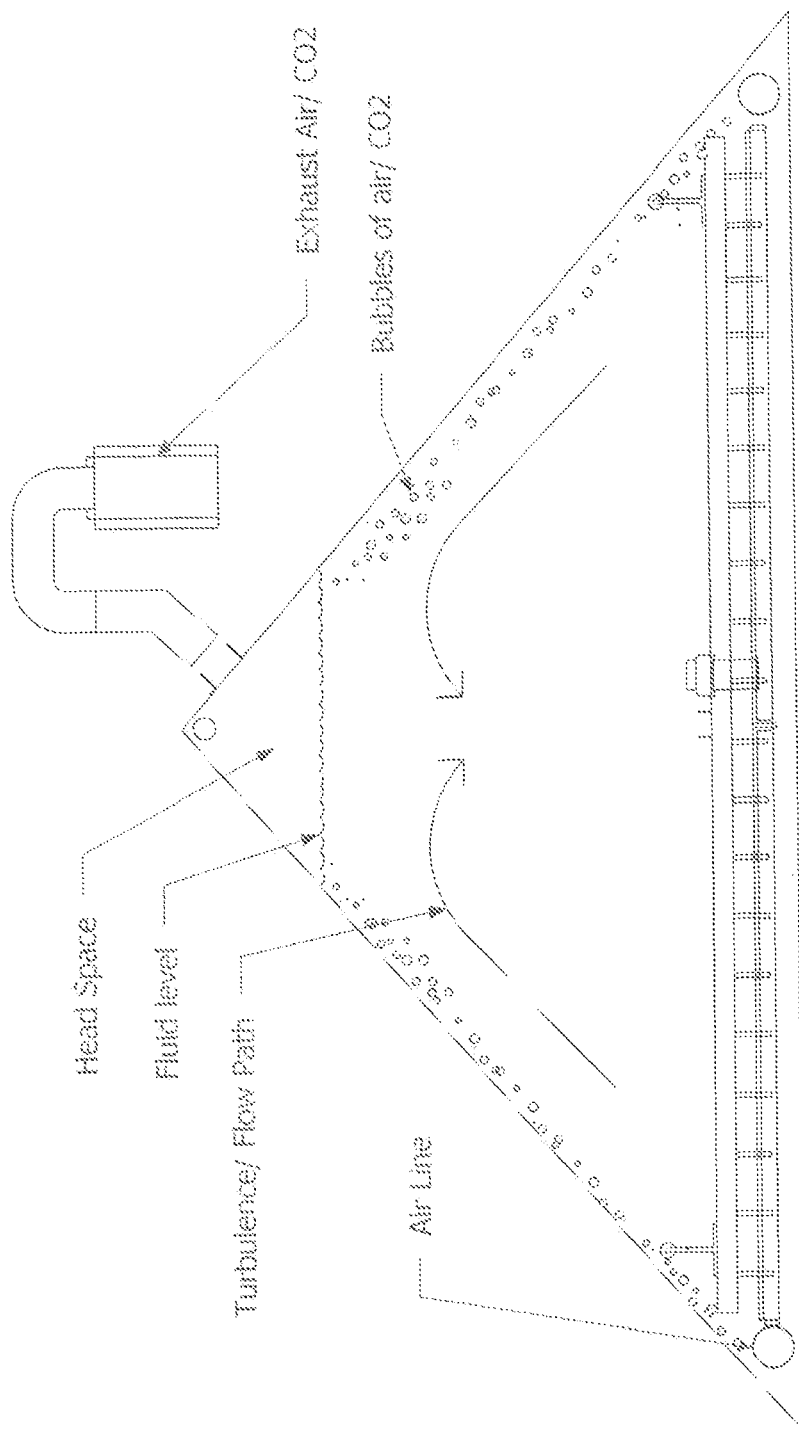 Head Space
Fluid level
Turbulence/ Flow Path
Air Line
Exhaust Air/ CO2
Bubbles of air/ CO2